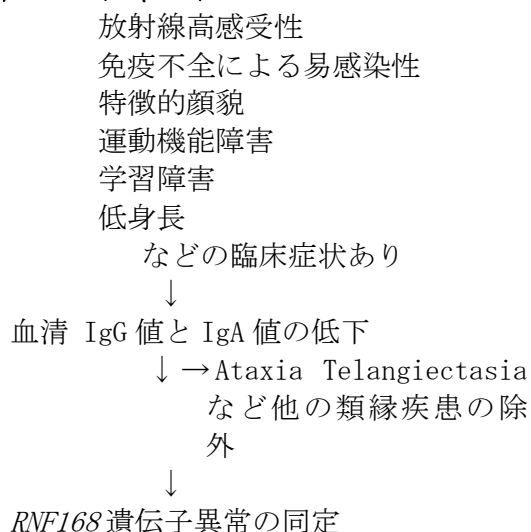 放射線高感受性
免疫不全による易感染性
特徴的顔貌
運動機能障害
学習障害
低身長
などの臨床症状あり
↓
血清 IgG 値と IgA 値の低下
↓ →Ataxia Telangiectasia
など他の類縁疾患の除
外
↓
RNF168 遺伝子異常の同定